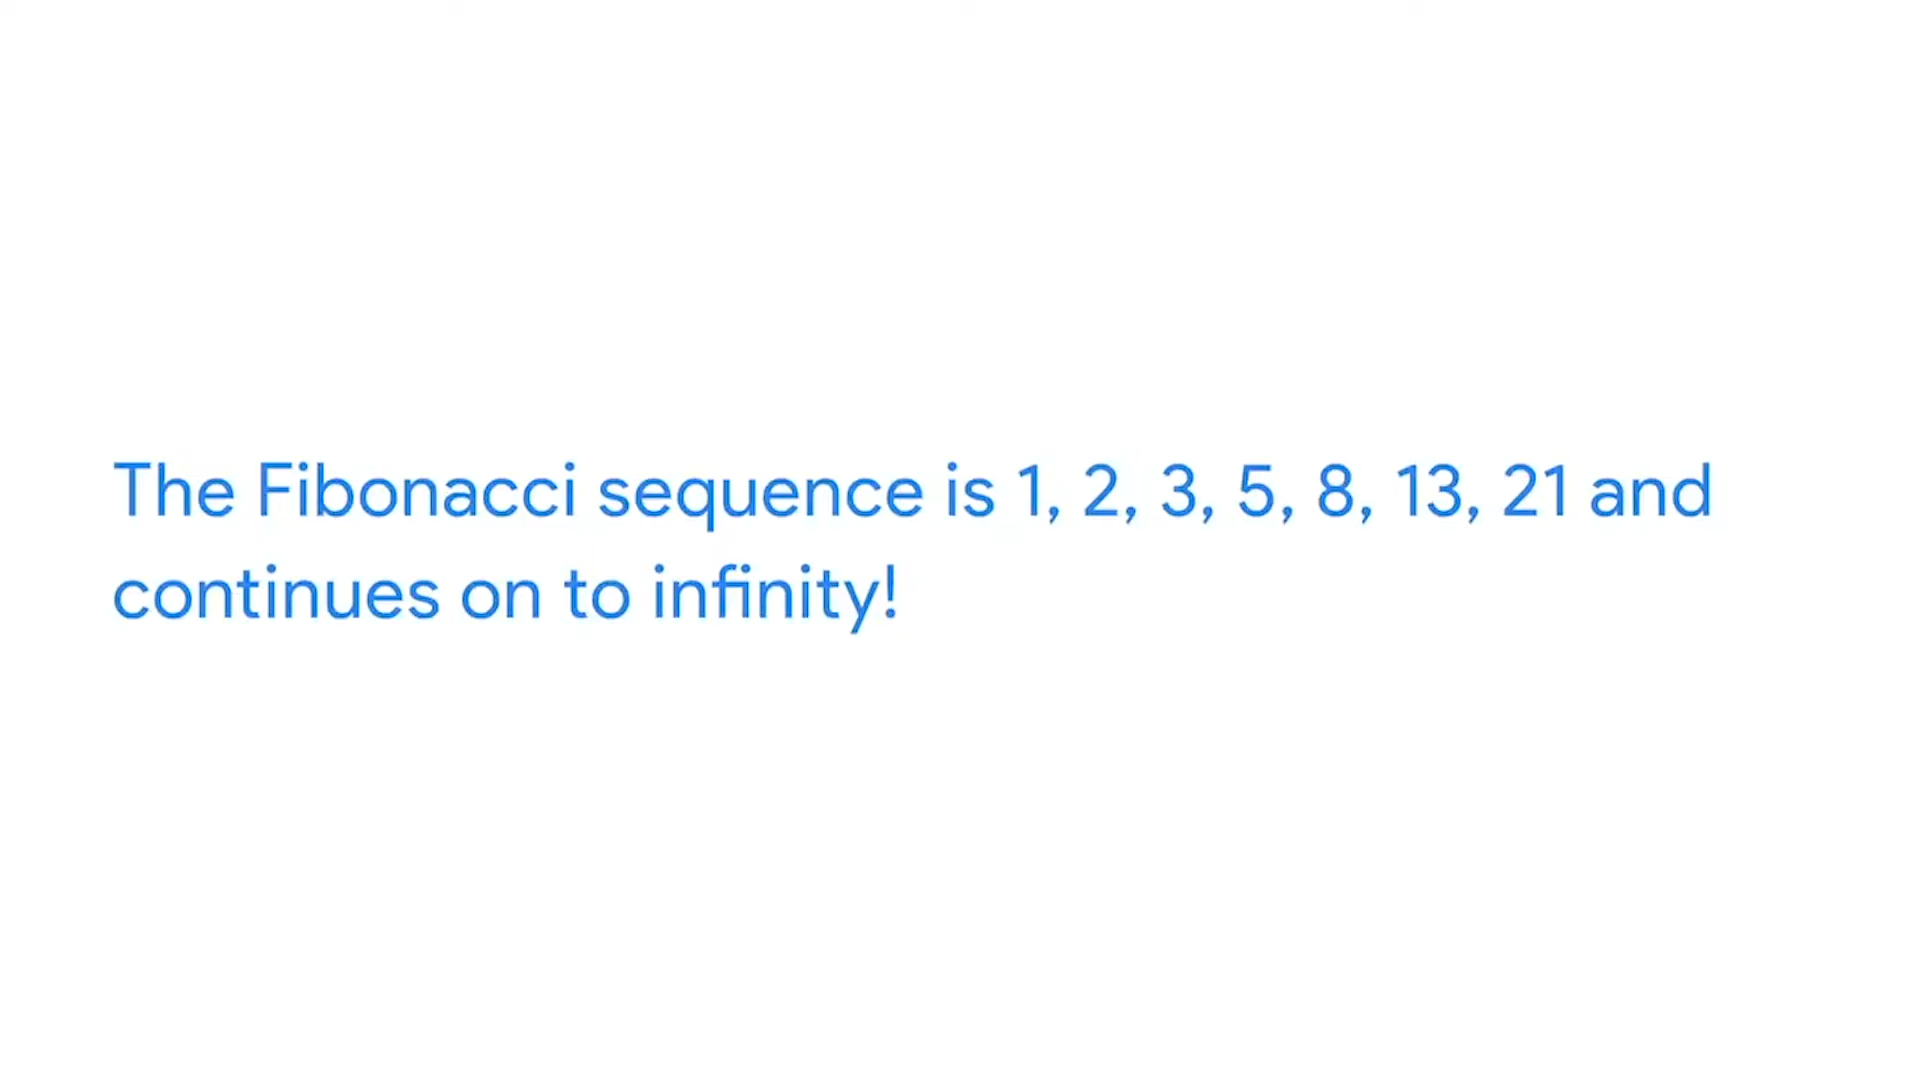 The Fibonacci sequence is 1, 2, 3, 5, 8, 13, 21 and
continues on to infinity!